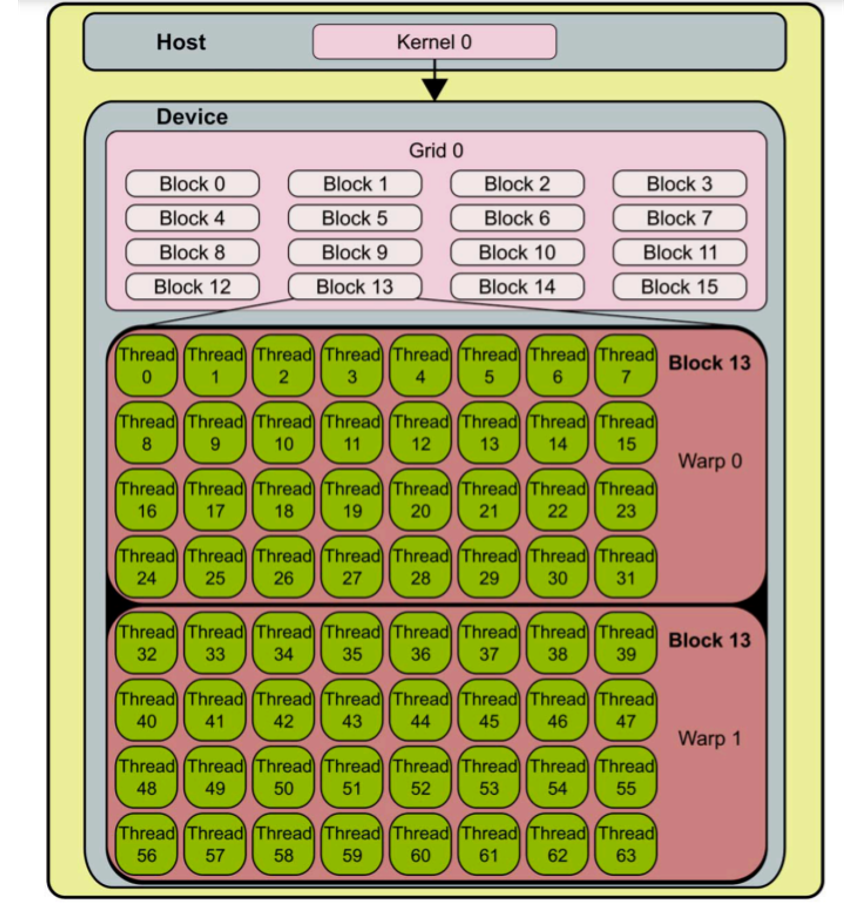 Host
Kernel 0
Device
Grid 0
Block 0 Block 1 Block 2 Block 3
Block 4 Block 5 Block 6 Block 7
Block 8 Block 9 Block 10 Block 11
Block 12 Block 13 Block 14 Block 15
Thread Thread Thread Thread Thread Thread Thread Thread
0 1 2 3 4 5 6 7
Block 13
Thread Thread Thread Thread Thread Thread Thread Thread
8 9 10 11 12 13 14 15
Warp 0
Thread Thread Thread Thread Thread Thread Thread Thread
16 17 18 19 20 21 22 23
Thread Thread Thread Thread Thread Thread Thread Thread
24 25 26 27 28 29 30 31
Thread Thread Thread Thread Thread Thread Thread Thread
32 33 34 35 36 37 38 39
Block 13
Thread Thread Thread Thread Thread Thread Thread Thread
40 41 42 43 44 45 46 47
Warp 1
Thread Thread Thread Thread Thread Thread Thread Thread
48 49 50 51 52 53 54 55
Thread Thread Thread Thread Thread Thread Thread Thread
56 57 58 59 60 61 62 63